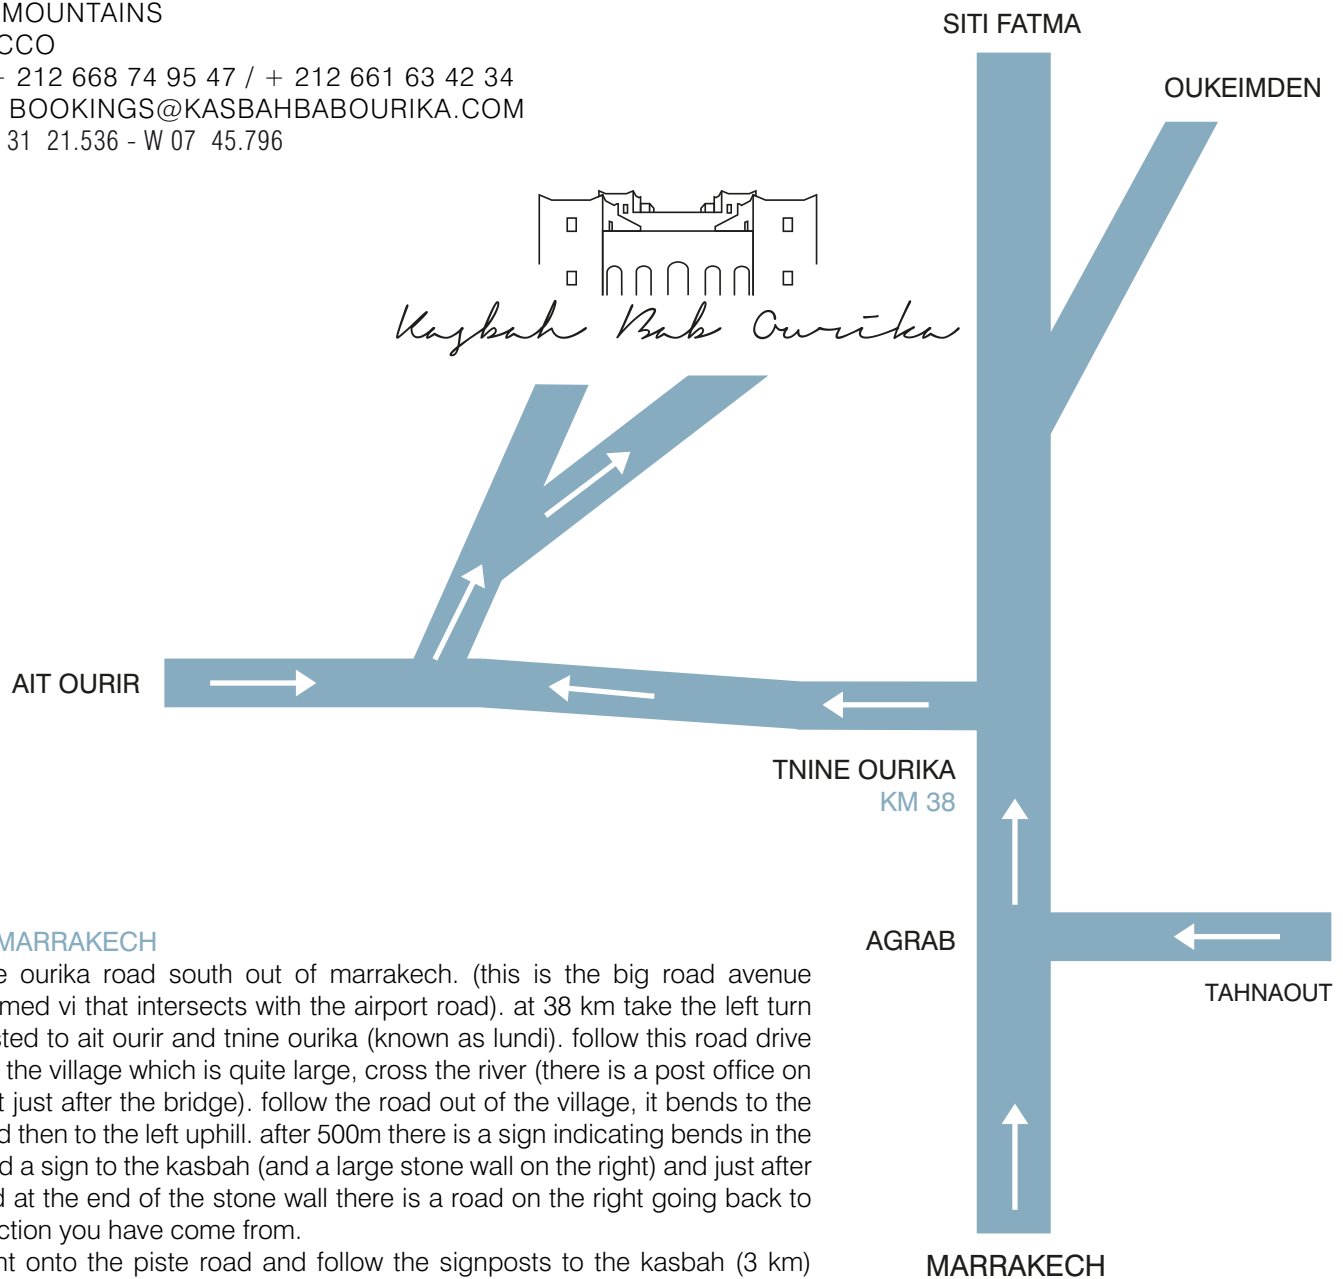 MOUNTAINS
CCO
+ 212 668 74 95 47 / + 212 661 63 42 34
BOOKINGS@KASBAHBABOURIKA.COM
31 21.536 - W 07 45.796
SITI FATMA
OUKEIMDEN
Kasbah Bab Ourika
AIT OURIR
TNINE OURIKA
KM 38
AGRAB
TAHNAOUT
MARRAKECH
MARRAKECH
e ourika road south out of marrakech. (this is the big road avenue
med vi that intersects with the airport road). at 38 km take the left turn
sted to ait ourir and tnine ourika (known as lundi). follow this road drive
the village which is quite large, cross the river (there is a post office on
t just after the bridge). follow the road out of the village, it bends to the
d then to the left uphill. after 500m there is a sign indicating bends in the
d a sign to the kasbah (and a large stone wall on the right) and just after
d at the end of the stone wall there is a road on the right going back to
ction you have come from.
nt onto the piste road and follow the signposts to the kasbah (3 km)